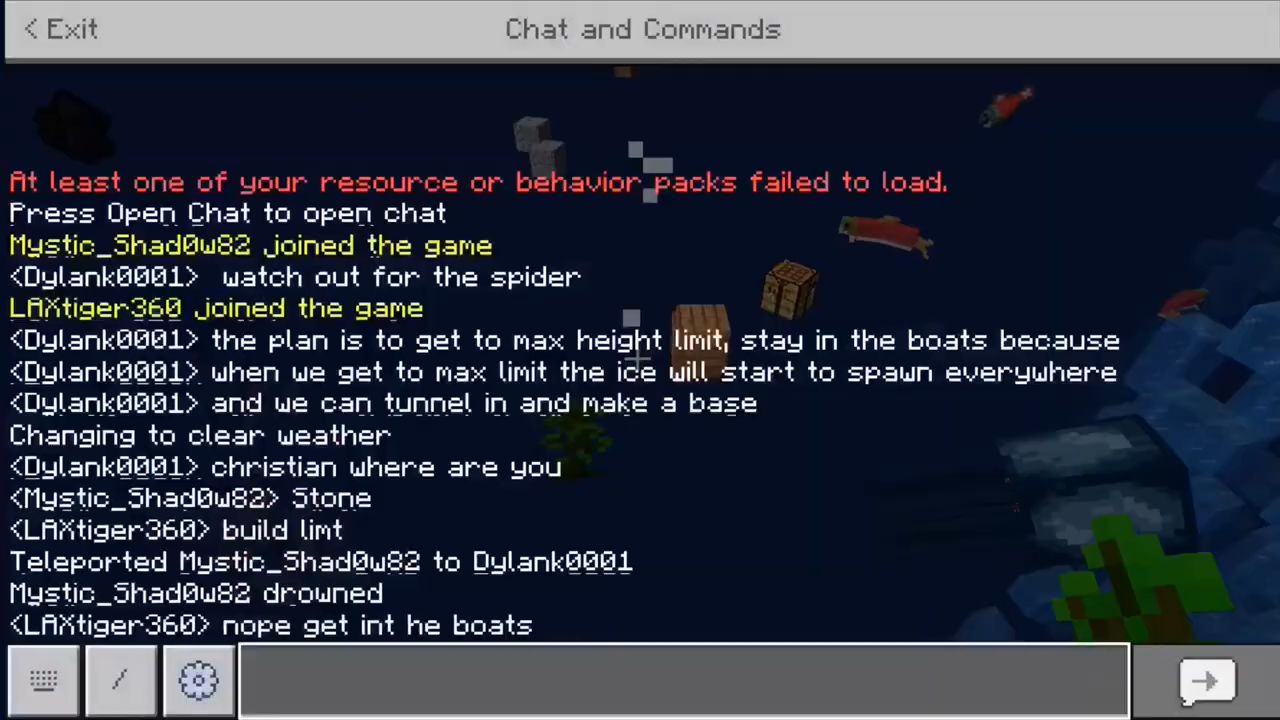 < Exit
Chat and Commands
At least one of your resource or behavior packs failed to load.
Press Open Chat to open chat
Mystic_Shad0w82 joined the game
<Dylank0001>  watch out for the spider
LAXtiger360 joined the game
<Dylank0001> the plan is to get to max height limit, stay in the boats because
<Dylank0001> when we get to max limit the ice will start to spawn everywhere
<Dylank0001> and we can tunnel in and make a base
Changing to clear weather
<Dylank0001> christian where are you
<Mystic_Shad0w82> Stone
<LAXtiger360> build limt
Teleported Mystic_Shad0w82 to Dylank0001
Mystic_Shad0w82 drowned
<LAXtiger360> nope get int he boats
/